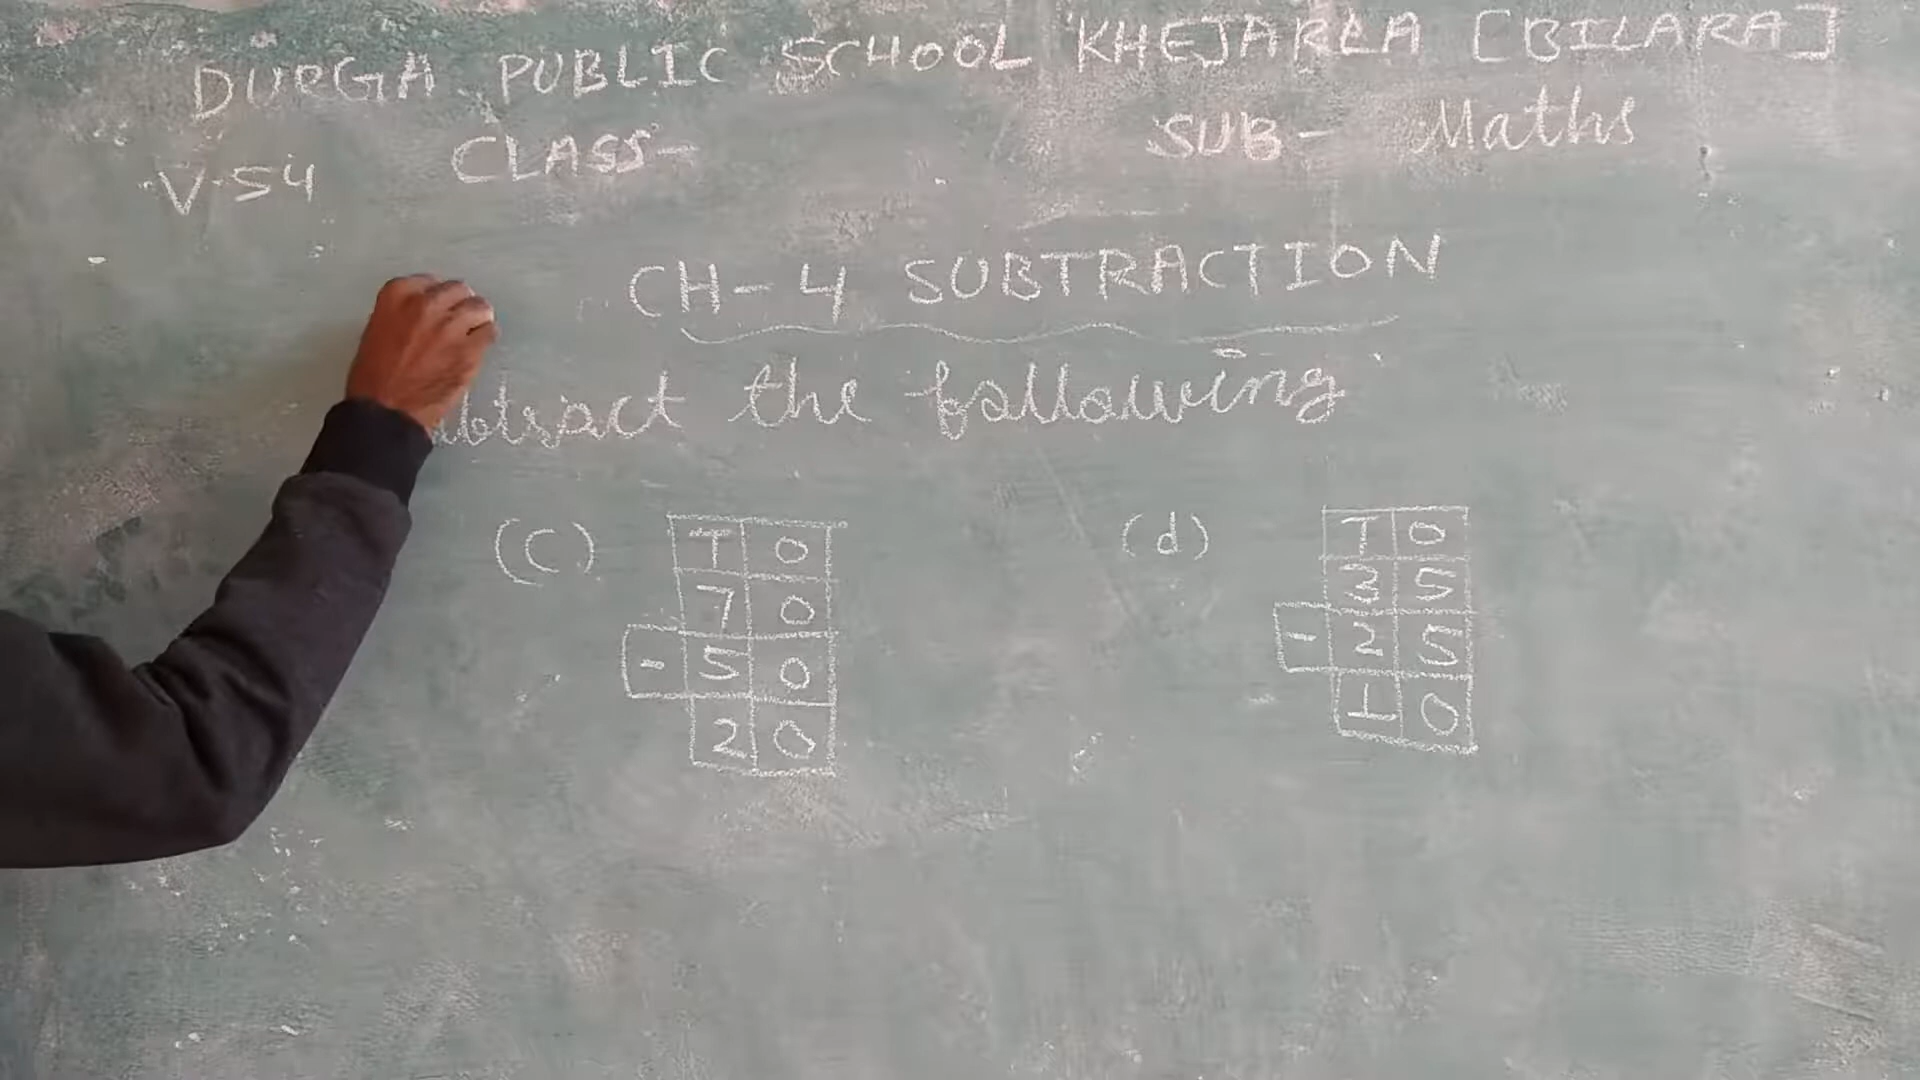 DURGA PUBLIC SCHOOL KHEJARLA [BILARA]
V-54 CLASS- SUB- Maths
CH-4 SUBTRACTION
the following
(C) T O (d) T O
7 0 3 5
- 5 0 - 2 5
2 0 1 0